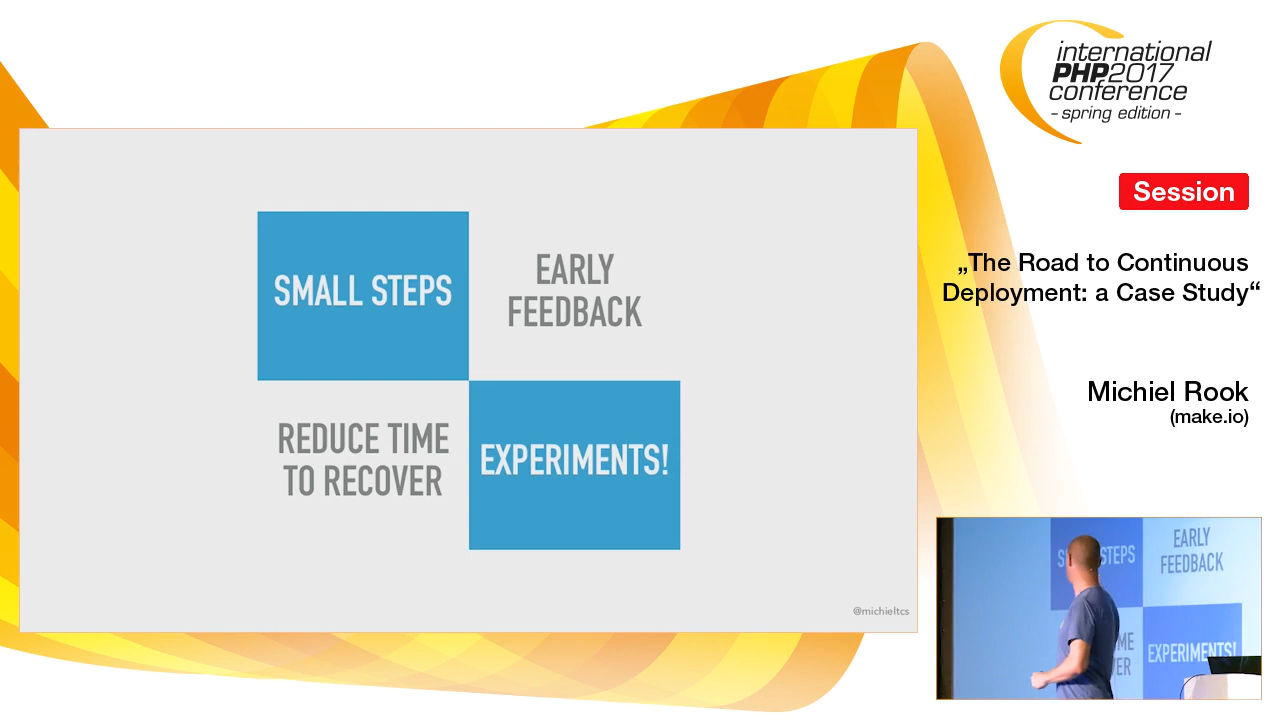 international
PHP2017
conference
- spring edition -
Session
„The Road to Continuous
Deployment: a Case Study“
Michiel Rook
(make.io)
SMALL STEPS
EARLY
FEEDBACK
REDUCE TIME
TO RECOVER
EXPERIMENTS!
@michieltcs
EARLY
FEEDBACK
EXPERIMENTS!